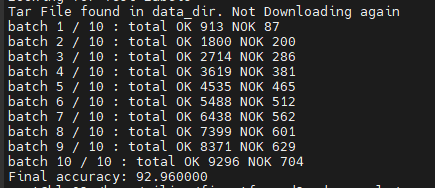 Tar File found in data_dir. Not Downloading again
batch 1 / 10 : total OK 913 NOK 87
batch 2 / 10 : total OK 1800 NOK 200
batch 3 / 10 : total OK 2714 NOK 286
batch 4 / 10 : total OK 3619 NOK 381
batch 5 / 10 : total OK 4535 NOK 465
batch 6 / 10 : total OK 5488 NOK 512
batch 7 / 10 : total OK 6438 NOK 562
batch 8 / 10 : total OK 7399 NOK 601
batch 9 / 10 : total OK 8371 NOK 629
batch 10 / 10 : total OK 9296 NOK 704
Final accuracy: 92.960000